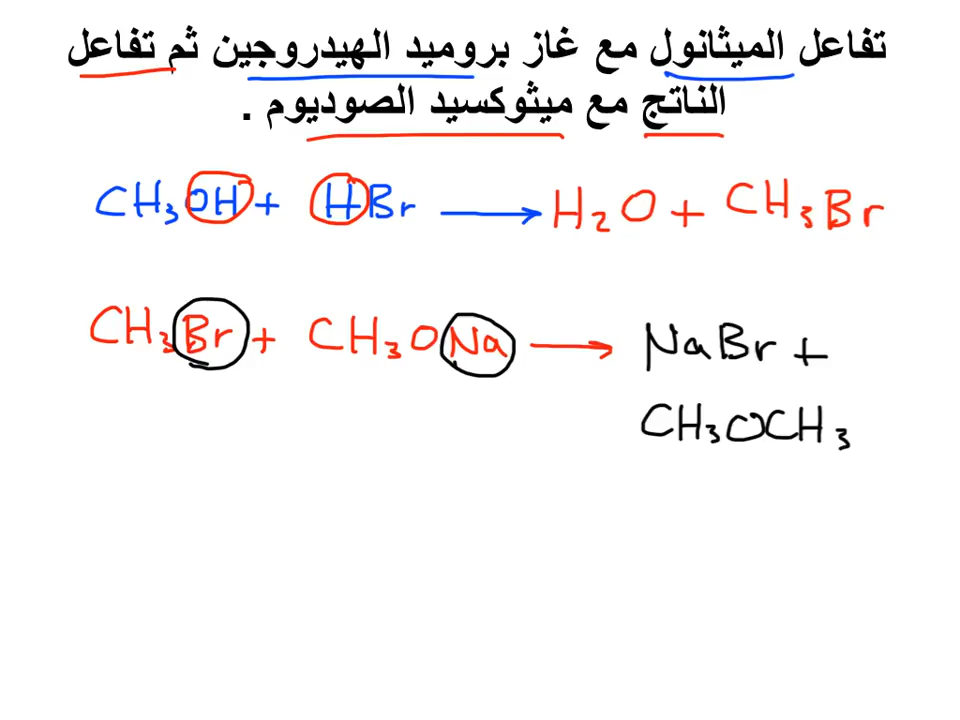 تفاعل الميثانول مع غاز بروميد الهيدروجين ثم تفاعل
الناتج مع ميثوكسيد الصوديوم .
CH₃OH + HBr ⟶ H₂O + CH₃Br
CH₃Br + CH₃ONa ⟶ NaBr +
CH₃OCH₃